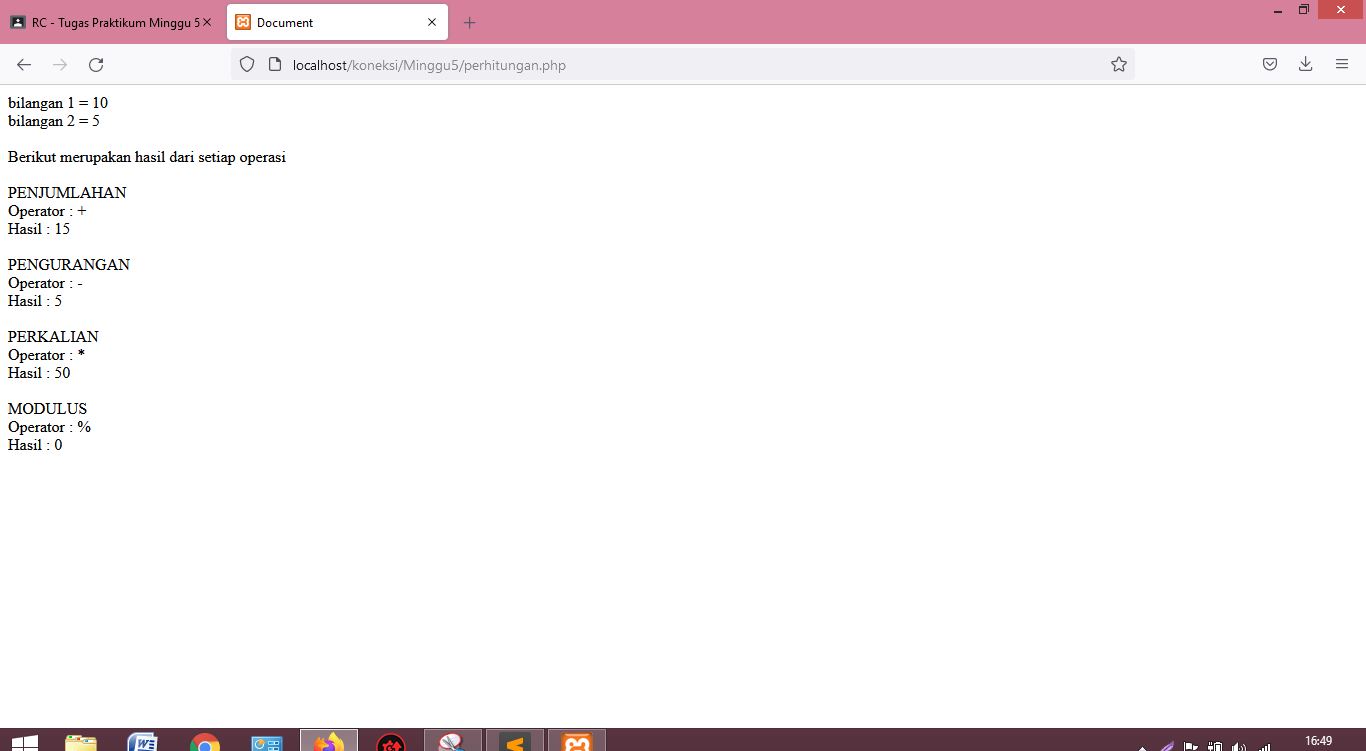 RC - Tugas Praktikum Minggu 5
Document
localhost/koneksi/Minggu5/perhitungan.php
bilangan 1 = 10
bilangan 2 = 5
Berikut merupakan hasil dari setiap operasi
PENJUMLAHAN
Operator : +
Hasil : 15
PENGURANGAN
Operator : -
Hasil : 5
PERKALIAN
Operator : *
Hasil : 50
MODULUS
Operator : %
Hasil : 0
16:49